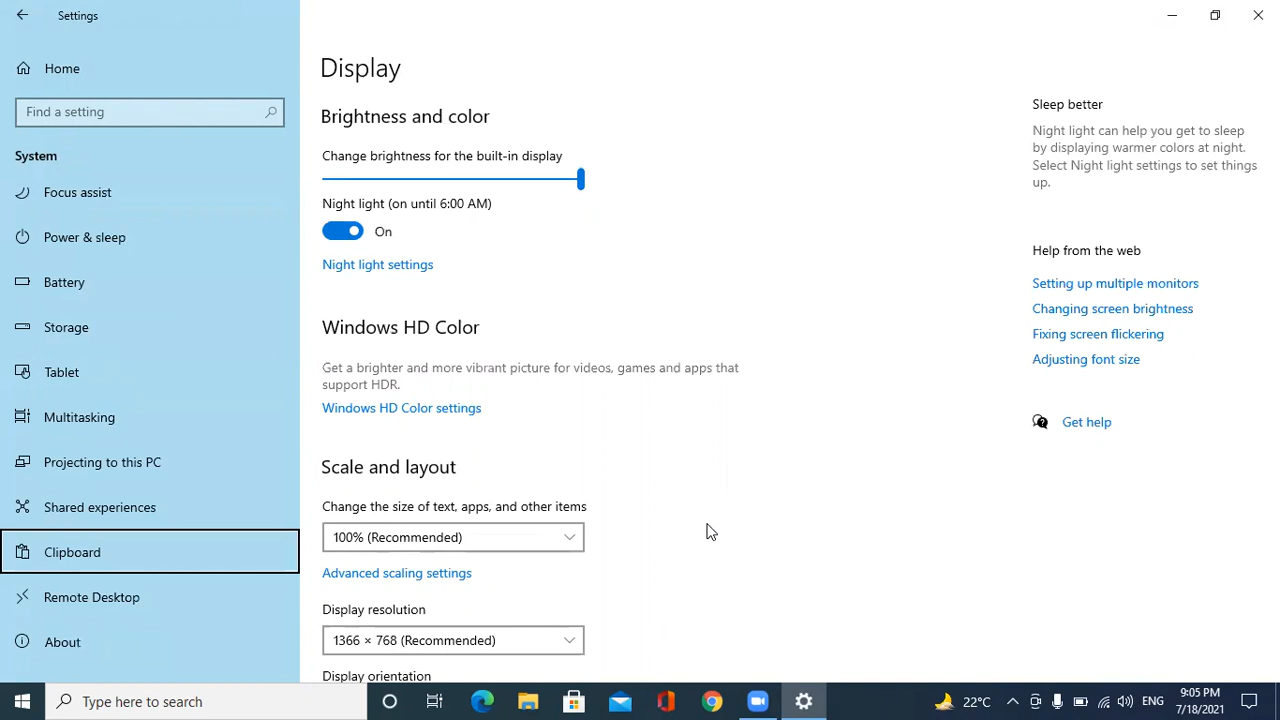 Settings
Home
Find a setting
System
Focus assist
Power & sleep
Battery
Storage
Tablet
Multitasking
Projecting to this PC
Shared experiences
Clipboard
Remote Desktop
About
Display
Brightness and color
Change brightness for the built-in display
Night light (on until 6:00 AM)
On
Night light settings
Windows HD Color
Get a brighter and more vibrant picture for videos, games and apps that
support HDR.
Windows HD Color settings
Scale and layout
Change the size of text, apps, and other items
100% (Recommended)
Advanced scaling settings
Display resolution
1366 × 768 (Recommended)
Display orientation
Sleep better
Night light can help you get to sleep
by displaying warmer colors at night.
Select Night light settings to set things
up.
Help from the web
Setting up multiple monitors
Changing screen brightness
Fixing screen flickering
Adjusting font size
Get help
Type here to search
22°C
ENG
9:05 PM
7/18/2021